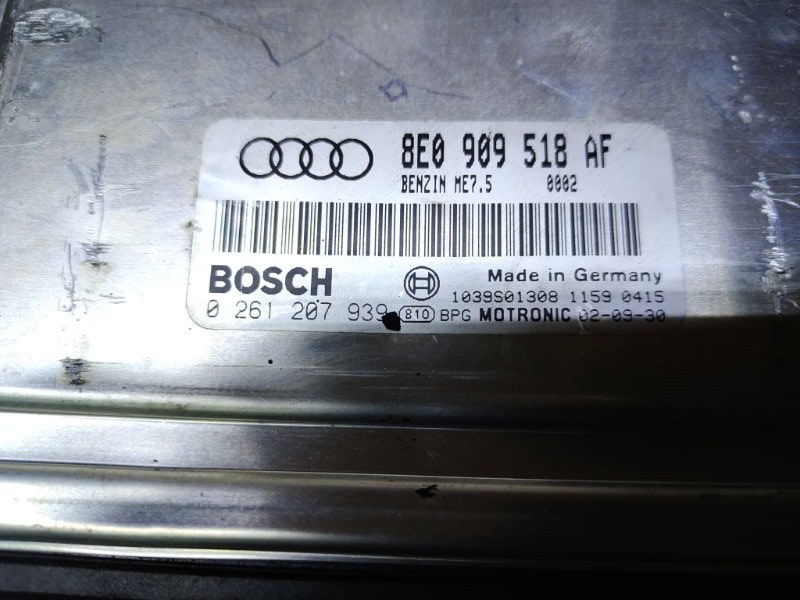 8E0 909 518 AF
BENZIN ME7.5 0002
BOSCH Made in Germany
1039S01308 1159 0415
0 261 207 939 810 BPG MOTRONIC 02-09-30